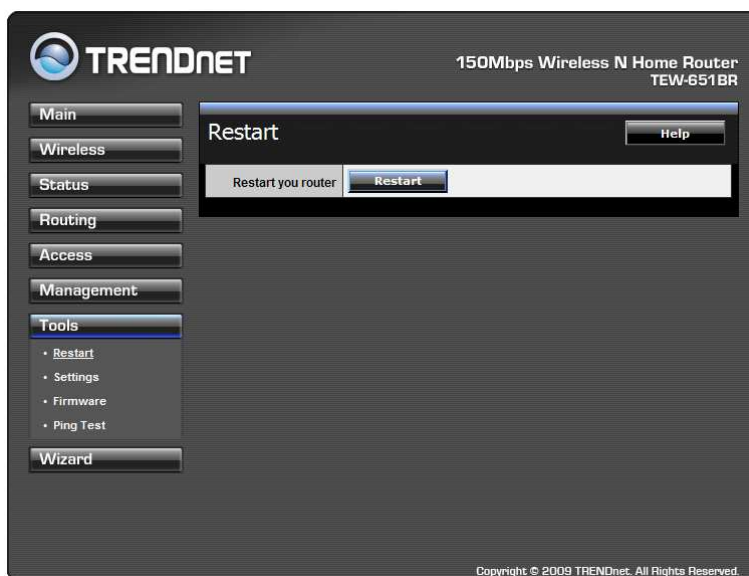 TRENDNET
150Mbps Wireless N Home Router
TEW-651BR
Main
Wireless
Status
Routing
Access
Management
Tools
• Restart
• Settings
• Firmware
• Ping Test
Wizard
Restart
Help
Restart you router
Restart
Copyright © 2009 TRENDnet. All Rights Reserved.